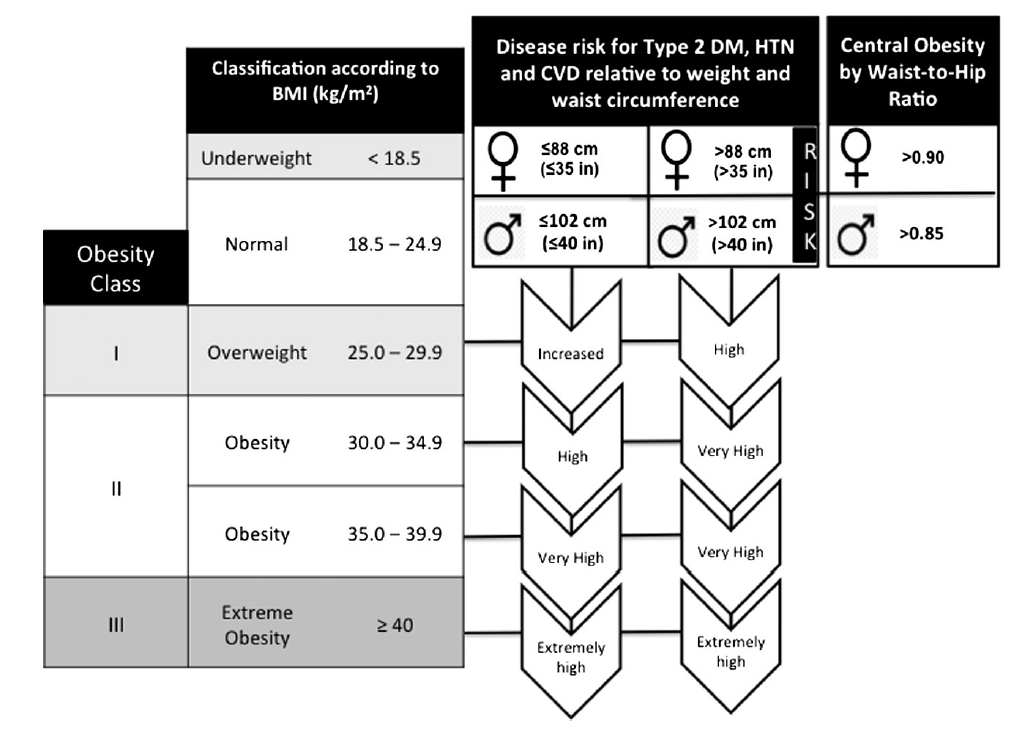 Classification according to
BMI (kg/m²)
Disease risk for Type 2 DM, HTN
and CVD relative to weight and
waist circumference
Central Obesity
by Waist-to-Hip
Ratio
Underweight < 18.5
Normal 18.5 – 24.9
Obesity
Class
I Overweight 25.0 – 29.9
II
Obesity 30.0 – 34.9
Obesity 35.0 – 39.9
III
Extreme
Obesity
≥ 40
♀ ≤88 cm
(≤35 in)
♀ >88 cm
(>35 in)
♂ ≤102 cm
(≤40 in)
♂ >102 cm
(>40 in)
R
I
S
K
♀ >0.90
♂ >0.85
Increased
High
High
Very High
Very High
Very High
Extremely
high
Extremely
high